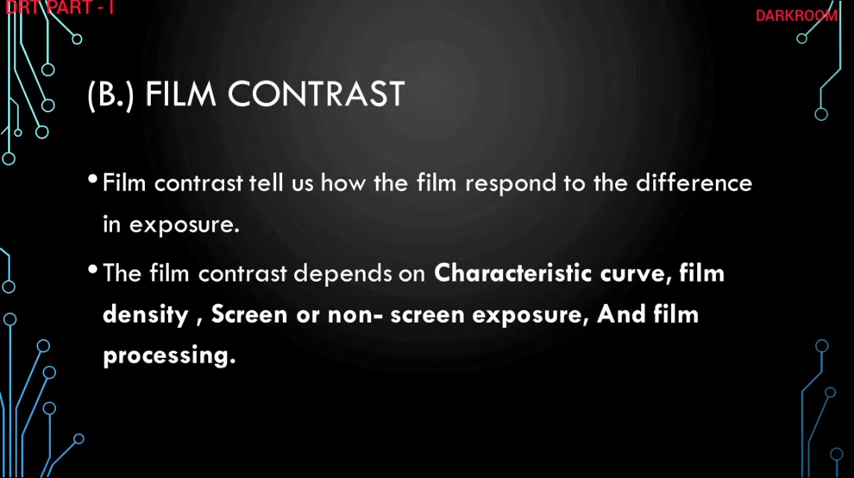 DRT PART - I
DARKROOM
(B.) FILM CONTRAST
•Film contrast tell us how the film respond to the difference
in exposure.
•The film contrast depends on Characteristic curve, film
density , Screen or non- screen exposure, And film
processing.